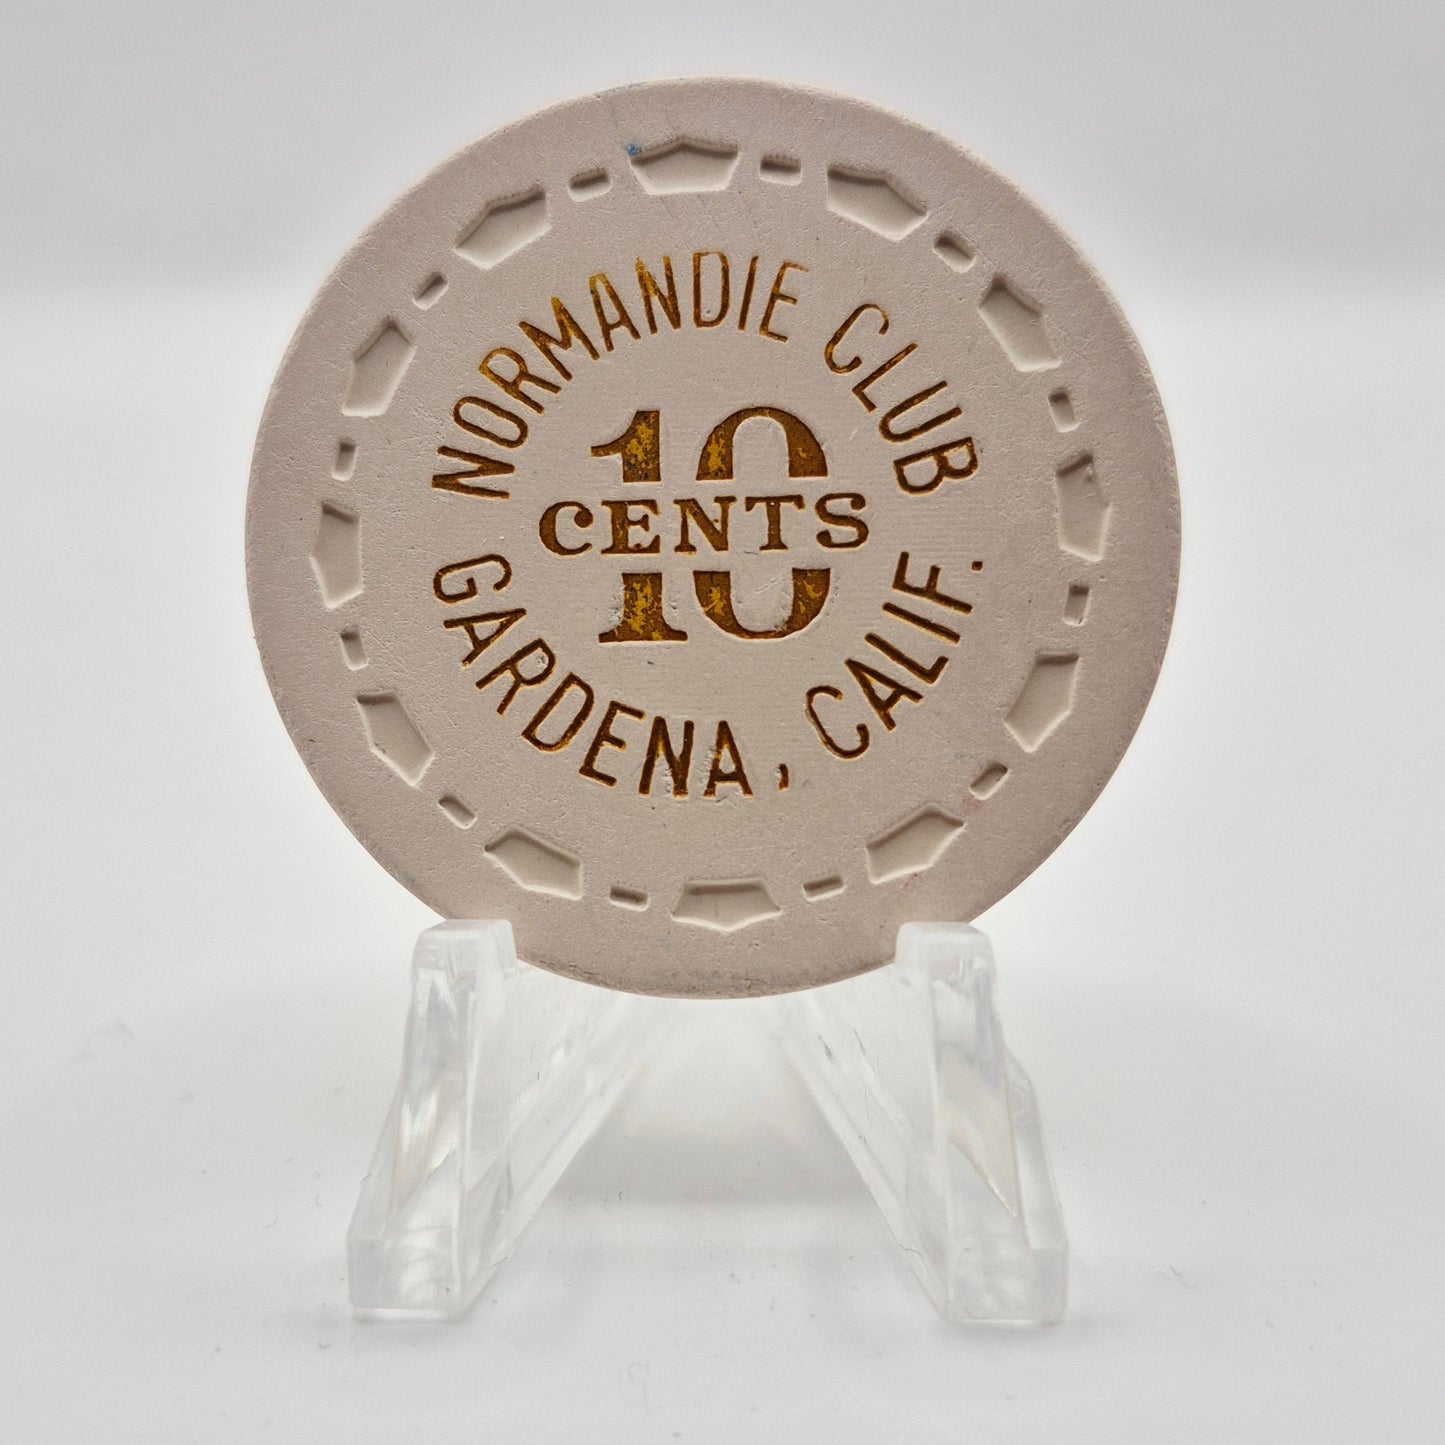 NORMANDIE CLUB
10
CENTS
GARDENA, CALIF.